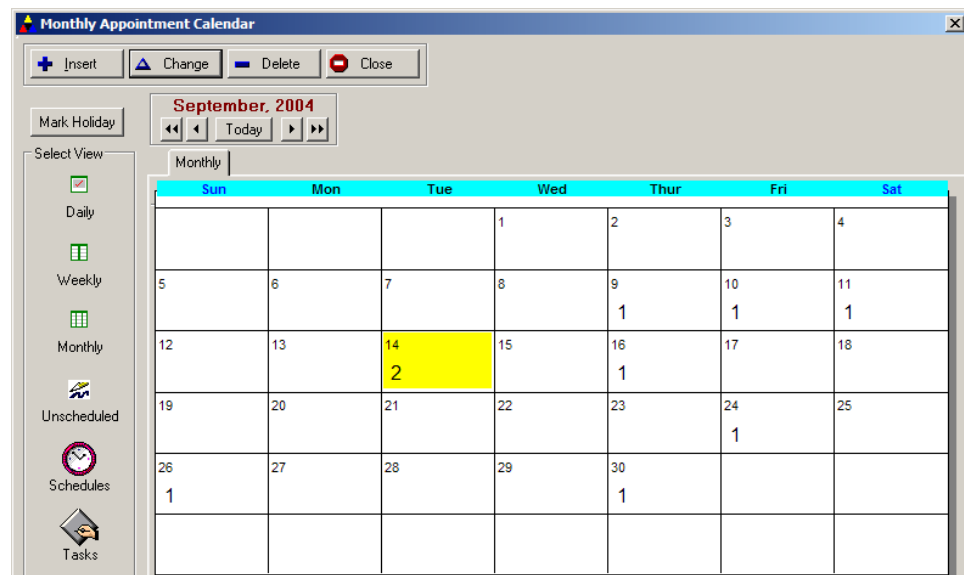 Monthly Appointment Calendar
Insert Change Delete Close
September, 2004
Mark Holiday
Today
Select View
Monthly
Sun Mon Tue Wed Thur Fri Sat
Daily
1 2 3 4
Weekly
5 6 7 8 9 10 11
1 1 1
Monthly
12 13 14 15 16 17 18
2 1
Unscheduled
19 20 21 22 23 24 25
1
Schedules
26 27 28 29 30
1 1
Tasks